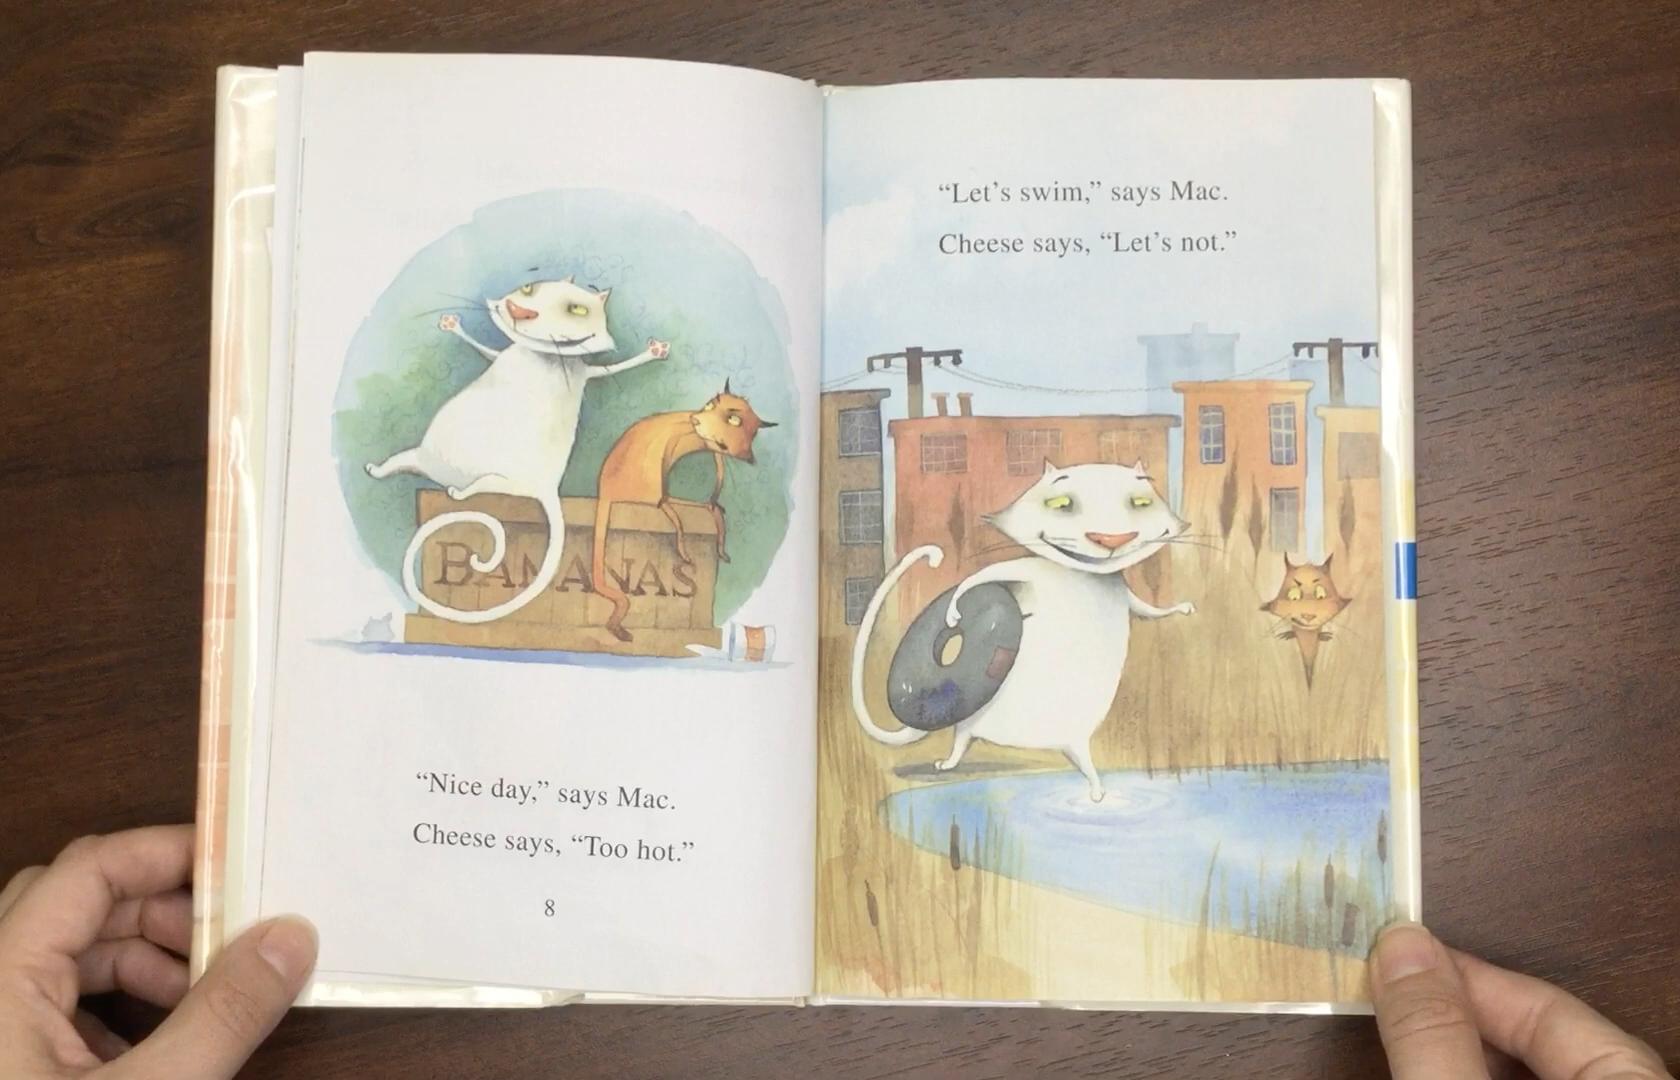 BANANAS
“Nice day,” says Mac.
Cheese says, “Too hot.”
8
“Let’s swim,” says Mac.
Cheese says, “Let’s not.”